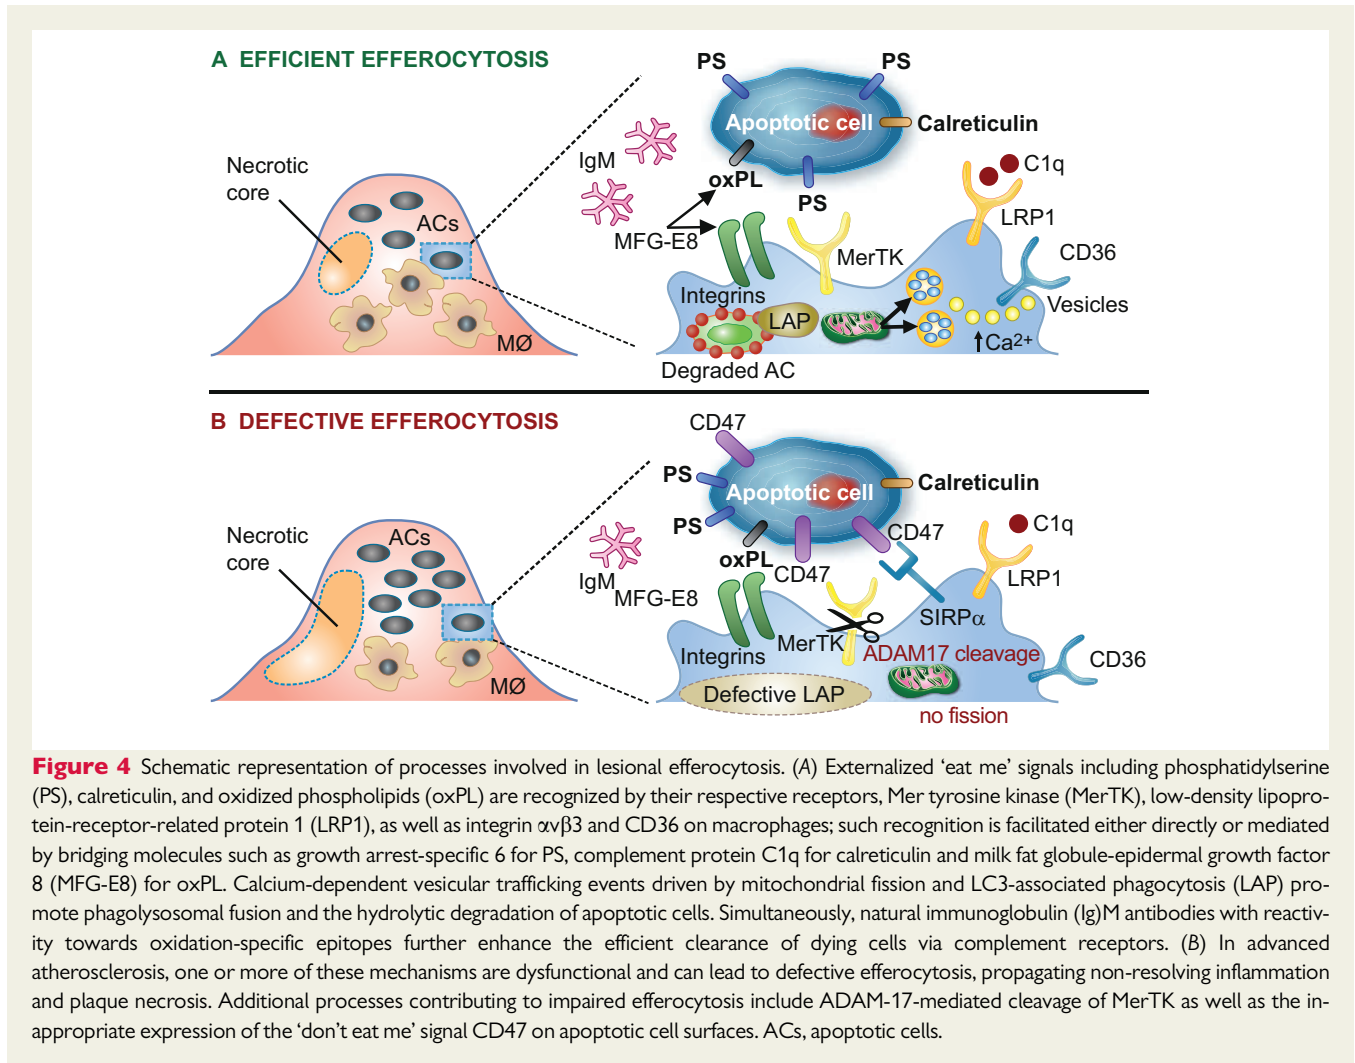 A EFFICIENT EFFEROCYTOSIS
PS
PS
Apoptotic cell
Calreticulin
IgM
oxPL
C1q
Necrotic
core
ACs
PS
LRP1
MFG-E8
MerTK
CD36
Integrins
Vesicles
LAP
MØ
↑Ca²⁺
Degraded AC
B DEFECTIVE EFFEROCYTOSIS
CD47
PS
Apoptotic cell
Calreticulin
PS
C1q
CD47
Necrotic
core
ACs
oxPL
CD47
IgM
LRP1
MFG-E8
SIRPα
MerTK
Integrins
ADAM17 cleavage
CD36
MØ
Defective LAP
no fission
Figure 4 Schematic representation of processes involved in lesional efferocytosis. (A) Externalized ‘eat me’ signals including phosphatidylserine
(PS), calreticulin, and oxidized phospholipids (oxPL) are recognized by their respective receptors, Mer tyrosine kinase (MerTK), low-density lipopro-
tein-receptor-related protein 1 (LRP1), as well as integrin αvβ3 and CD36 on macrophages; such recognition is facilitated either directly or mediated
by bridging molecules such as growth arrest-specific 6 for PS, complement protein C1q for calreticulin and milk fat globule-epidermal growth factor
8 (MFG-E8) for oxPL. Calcium-dependent vesicular trafficking events driven by mitochondrial fission and LC3-associated phagocytosis (LAP) pro-
mote phagolysosomal fusion and the hydrolytic degradation of apoptotic cells. Simultaneously, natural immunoglobulin (Ig)M antibodies with reactiv-
ity towards oxidation-specific epitopes further enhance the efficient clearance of dying cells via complement receptors. (B) In advanced
atherosclerosis, one or more of these mechanisms are dysfunctional and can lead to defective efferocytosis, propagating non-resolving inflammation
and plaque necrosis. Additional processes contributing to impaired efferocytosis include ADAM-17-mediated cleavage of MerTK as well as the in-
appropriate expression of the ‘don’t eat me’ signal CD47 on apoptotic cell surfaces. ACs, apoptotic cells.